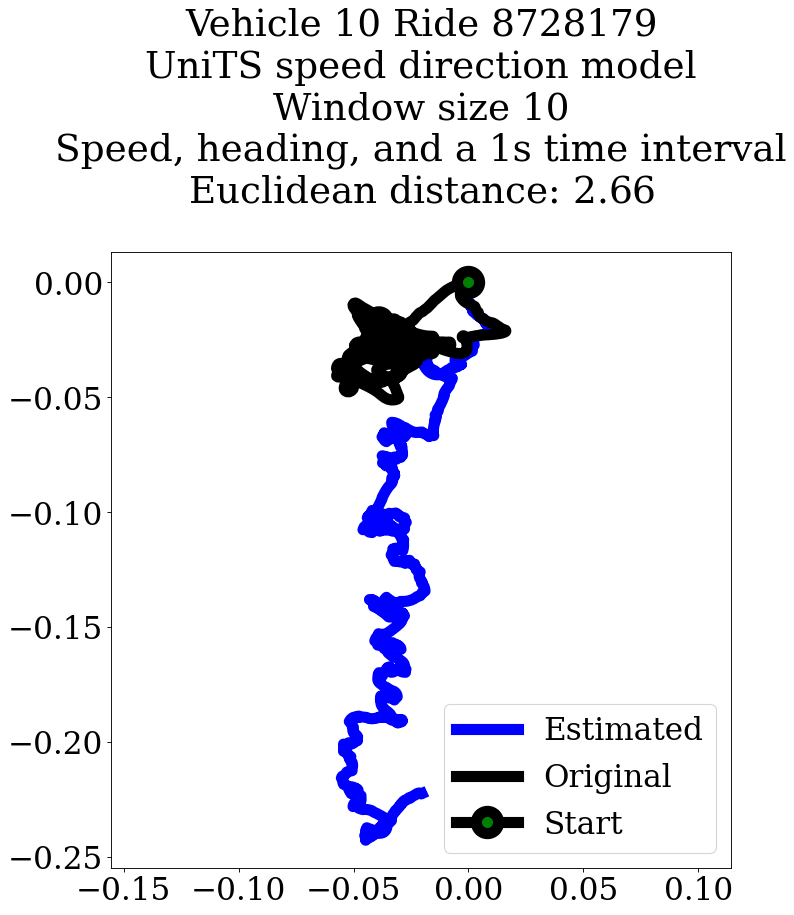 Vehicle 10 Ride 8728179
UniTS speed direction model
Window size 10
Speed, heading, and a 1s time interval
Euclidean distance: 2.66
0.00
−0.05
−0.10
−0.15
−0.20
−0.25
Estimated
Original
Start
−0.15
−0.10
−0.05
0.00
0.05
0.10